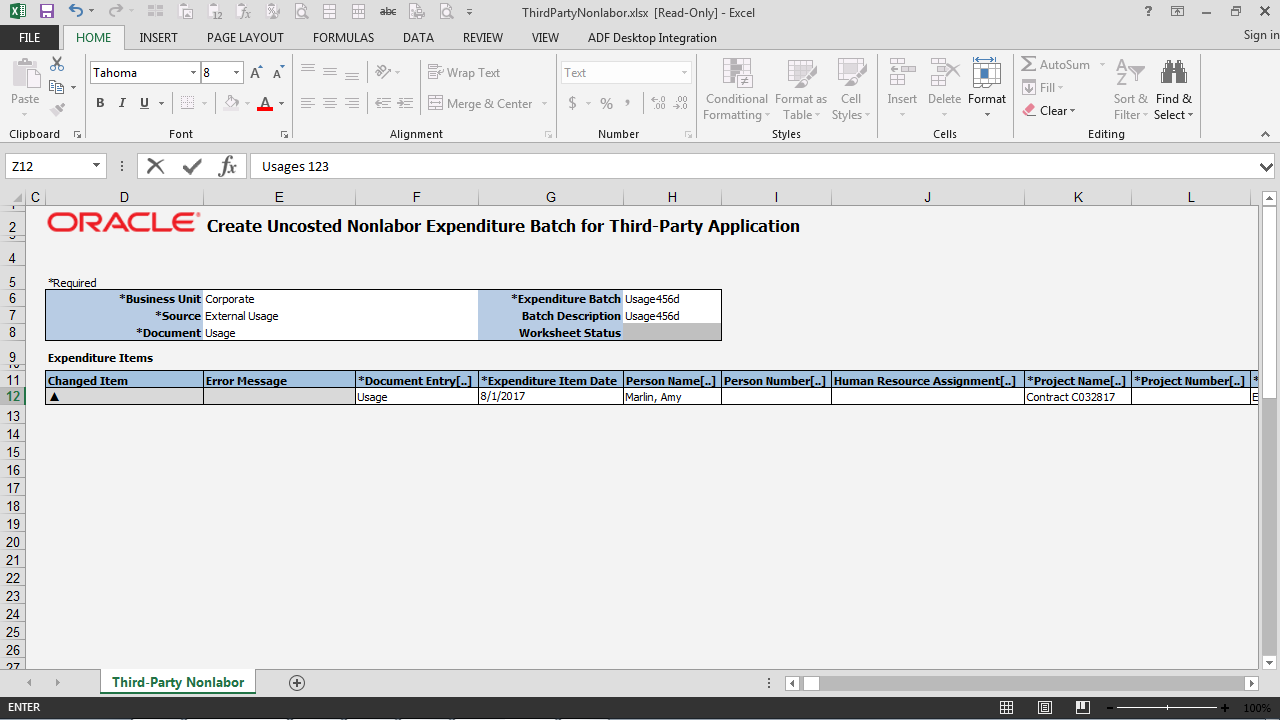 ThirdPartyNonlabor.xlsx [Read-Only] - Excel
FILE HOME INSERT PAGE LAYOUT FORMULAS DATA REVIEW VIEW ADF Desktop Integration Sign in
Tahoma 8 Wrap Text Text AutoSum
Fill
Paste B I U Merge & Center $ % Conditional Formatting Format as Table Cell Styles Insert Delete Format Clear Sort & Filter Find & Select
Clipboard Font Alignment Number Styles Cells Editing
Z12 fx Usages 123
C D E F G H I J K L
2 ORACLE Create Uncosted Nonlabor Expenditure Batch for Third-Party Application
4
5 *Required
6 *Business Unit Corporate *Expenditure Batch Usage456d
7 *Source External Usage Batch Description Usage456d
8 *Document Usage Worksheet Status
9 Expenditure Items
11 Changed Item Error Message *Document Entry[..] *Expenditure Item Date Person Name[..] Person Number[..] Human Resource Assignment[..] *Project Name[..] *Project Number[..] *
12 ▲ Usage 8/1/2017 Marlin, Amy Contract C032817 E
13
14
15
16
17
18
19
20
21
22
23
24
25
26
27
Third-Party Nonlabor
ENTER 100%